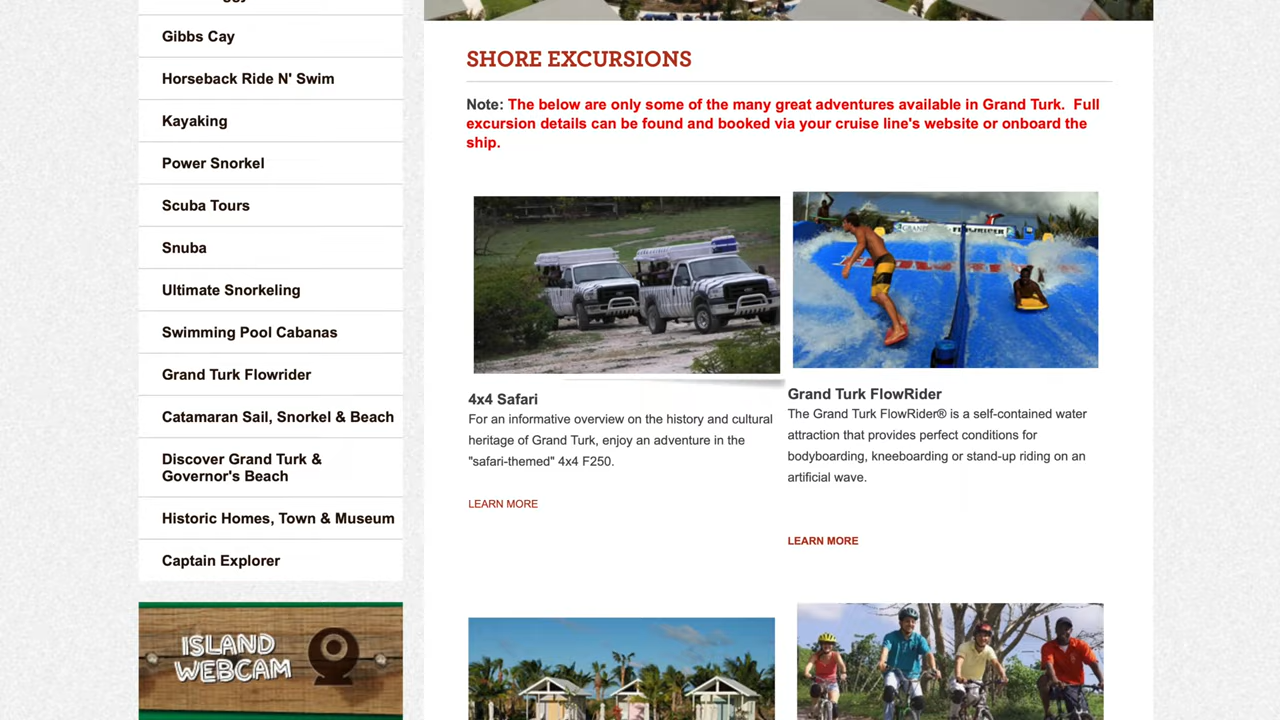 Gibbs Cay
Horseback Ride N' Swim
Kayaking
Power Snorkel
Scuba Tours
Snuba
Ultimate Snorkeling
Swimming Pool Cabanas
Grand Turk Flowrider
Catamaran Sail, Snorkel & Beach
Discover Grand Turk &
Governor's Beach
Historic Homes, Town & Museum
Captain Explorer
ISLAND
WEBCAM
SHORE EXCURSIONS
Note: The below are only some of the many great adventures available in Grand Turk. Full
excursion details can be found and booked via your cruise line's website or onboard the
ship.
4x4 Safari
For an informative overview on the history and cultural
heritage of Grand Turk, enjoy an adventure in the
"safari-themed" 4x4 F250.
LEARN MORE
Grand Turk FlowRider
The Grand Turk FlowRider® is a self-contained water
attraction that provides perfect conditions for
bodyboarding, kneeboarding or stand-up riding on an
artificial wave.
LEARN MORE